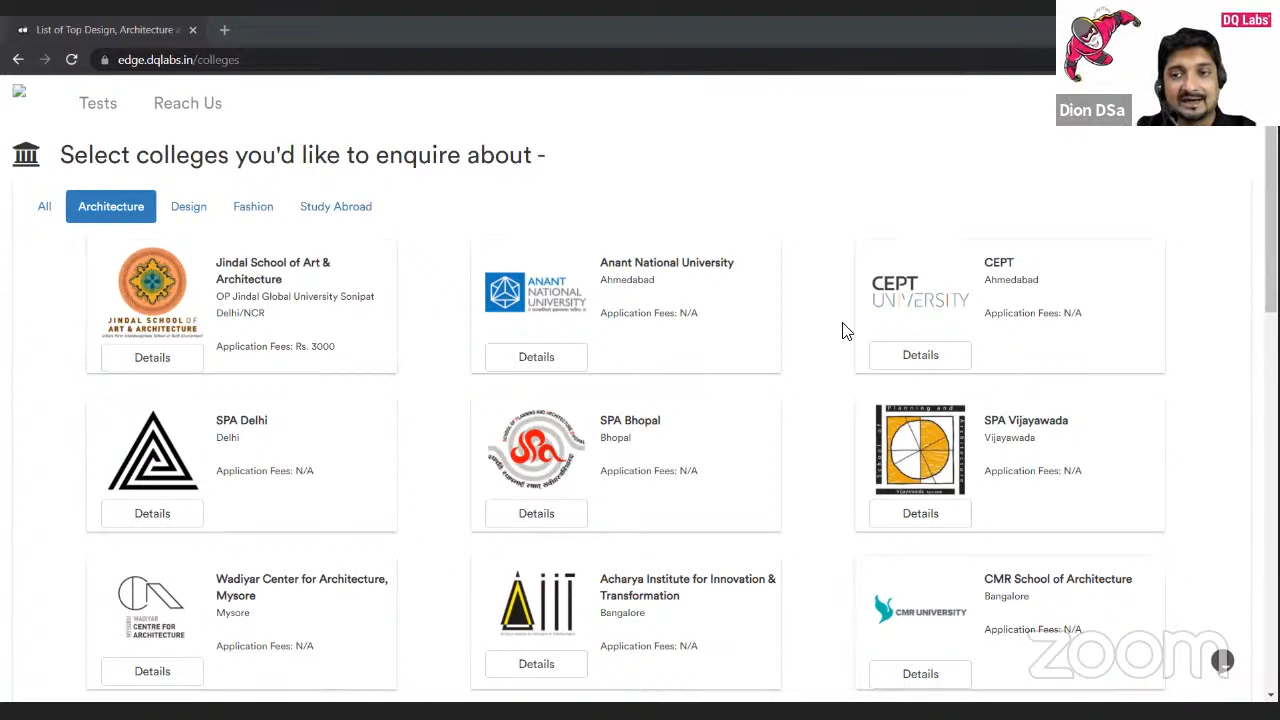 List of Top Design, Architecture
edge.dqlabs.in/colleges
DQ Labs
Dion DSa
Tests
Reach Us
Select colleges you'd like to enquire about -
All
Architecture
Design
Fashion
Study Abroad
JINDAL SCHOOL OF
ART & ARCHITECTURE
Jindal School of Art &
Architecture
OP Jindal Global University Sonipat
Delhi/NCR
Application Fees: Rs. 3000
Details
ANANT
NATIONAL
UNIVERSITY
Anant National University
Ahmedabad
Application Fees: N/A
Details
CEPT
UNIVERSITY
CEPT
Ahmedabad
Application Fees: N/A
Details
SPA Delhi
Delhi
Application Fees: N/A
Details
SPA Bhopal
Bhopal
Application Fees: N/A
Details
School of
Planning and
Architecture
Vijayawada
SPA Vijayawada
Vijayawada
Application Fees: N/A
Details
WADIYAR
CENTRE FOR
ARCHITECTURE
Wadiyar Center for Architecture,
Mysore
Mysore
Application Fees: N/A
Details
Acharya Institute for Innovation &
Transformation
Bangalore
Application Fees: N/A
Details
CMR UNIVERSITY
CMR School of Architecture
Bangalore
Application Fees: N/A
Details
zoom